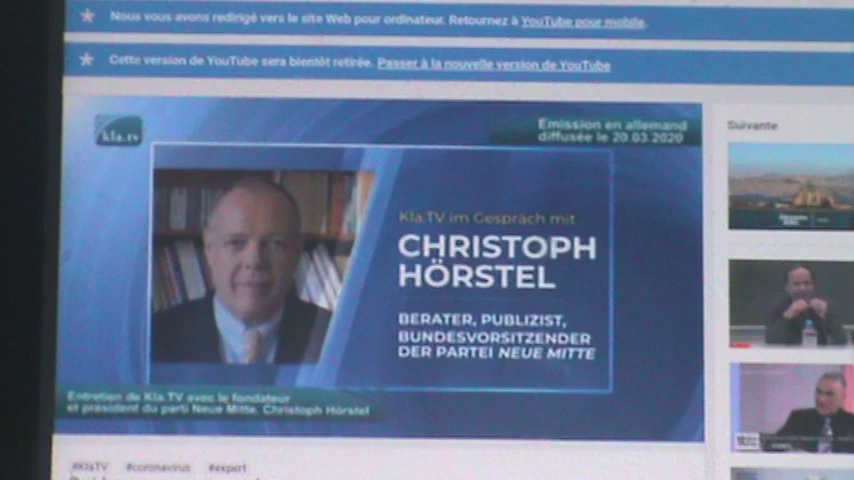 Nous vous avons redirigé vers le site Web pour ordinateur. Retournez à YouTube pour mobile.
Cette version de YouTube sera bientôt retirée. Passer à la nouvelle version de YouTube
kla.tv
Emission en allemand
diffusée le 20.03.2020
Suivante
Kla.TV im Gespräch mit
CHRISTOPH
HÖRSTEL
BERATER, PUBLIZIST,
BUNDESVORSITZENDER
DER PARTEI NEUE MITTE
Entretien de Kla.TV avec le fondateur
et président du parti Neue Mitte, Christoph Hörstel
#KlaTV #coronavirus #expert